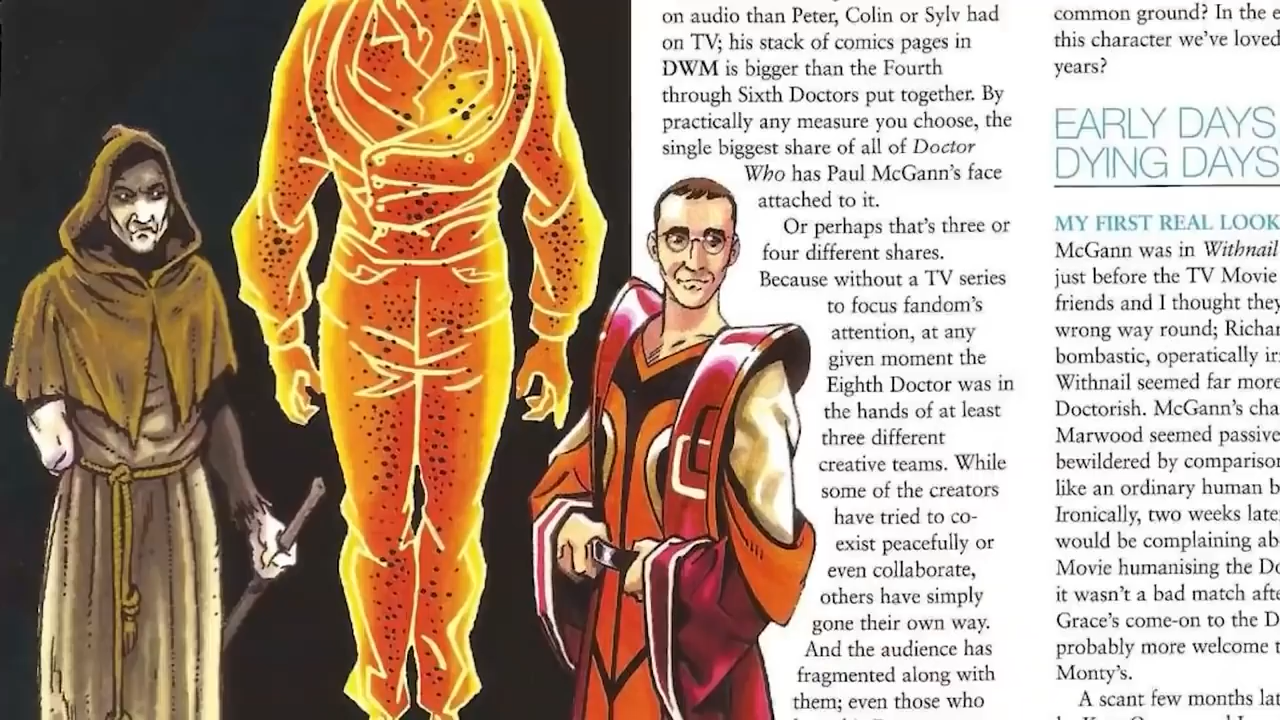 on audio than Peter, Colin or Sylv had
on TV; his stack of comics pages in
DWM is bigger than the Fourth
through Sixth Doctors put together. By
practically any measure you choose, the
single biggest share of all of Doctor
Who has Paul McGann's face
attached to it.
Or perhaps that's three or
four different shares.
Because without a TV series
to focus fandom's
attention, at any
given moment the
Eighth Doctor was in
the hands of at least
three different
creative teams. While
some of the creators
have tried to co-
exist peacefully or
even collaborate,
others have simply
gone their own way.
And the audience has
fragmented along with
them; even those who
common ground? In the e
this character we've loved
years?
EARLY DAYS
DYING DAYS
MY FIRST REAL LOOK
McGann was in Withnail
just before the TV Movie
friends and I thought they
wrong way round; Richar
bombastic, operatically in
Withnail seemed far more
Doctorish. McGann's cha
Marwood seemed passive
bewildered by comparison
like an ordinary human b
Ironically, two weeks late
would be complaining ab
Movie humanising the Do
it wasn't a bad match afte
Grace's come-on to the D
probably more welcome t
Monty's.
A scant few months lat